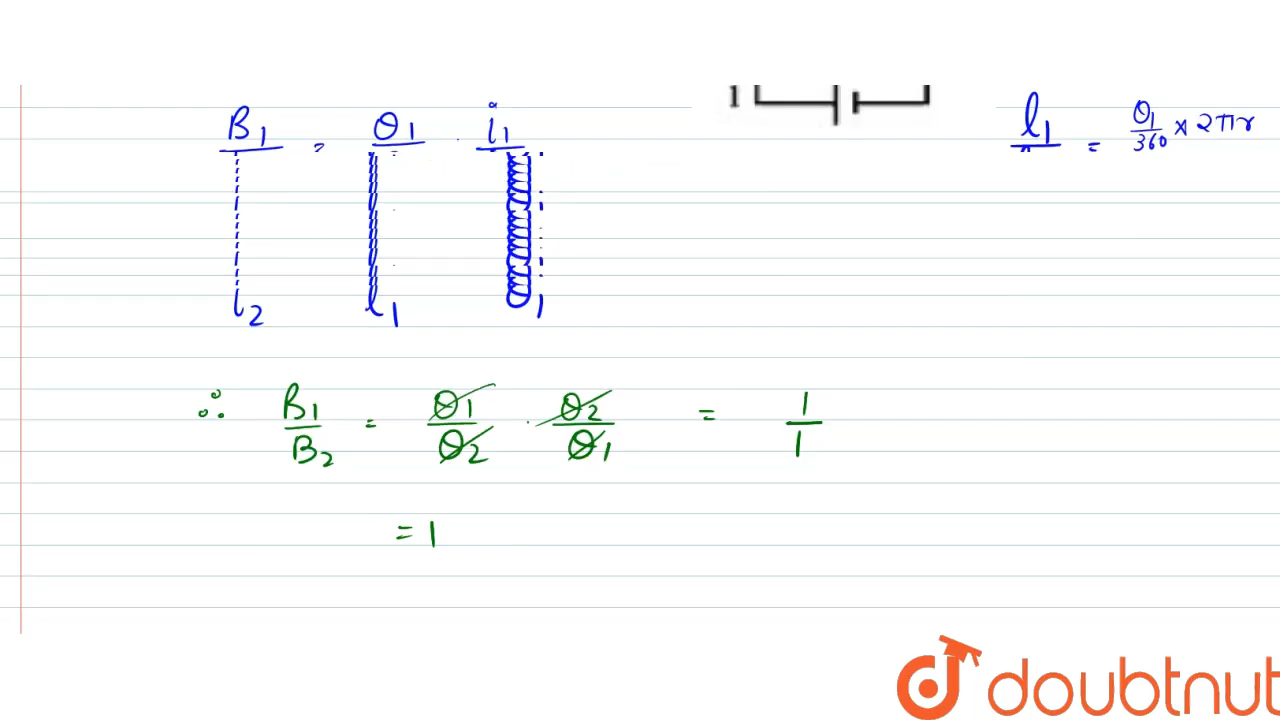 B1 = θ1 . i1
1
l1 = θ1/360 × 2πr
l2 l1 1
∴ B1/B2 = θ1/θ2 . θ2/θ1 = 1/1
= 1
doubtnut